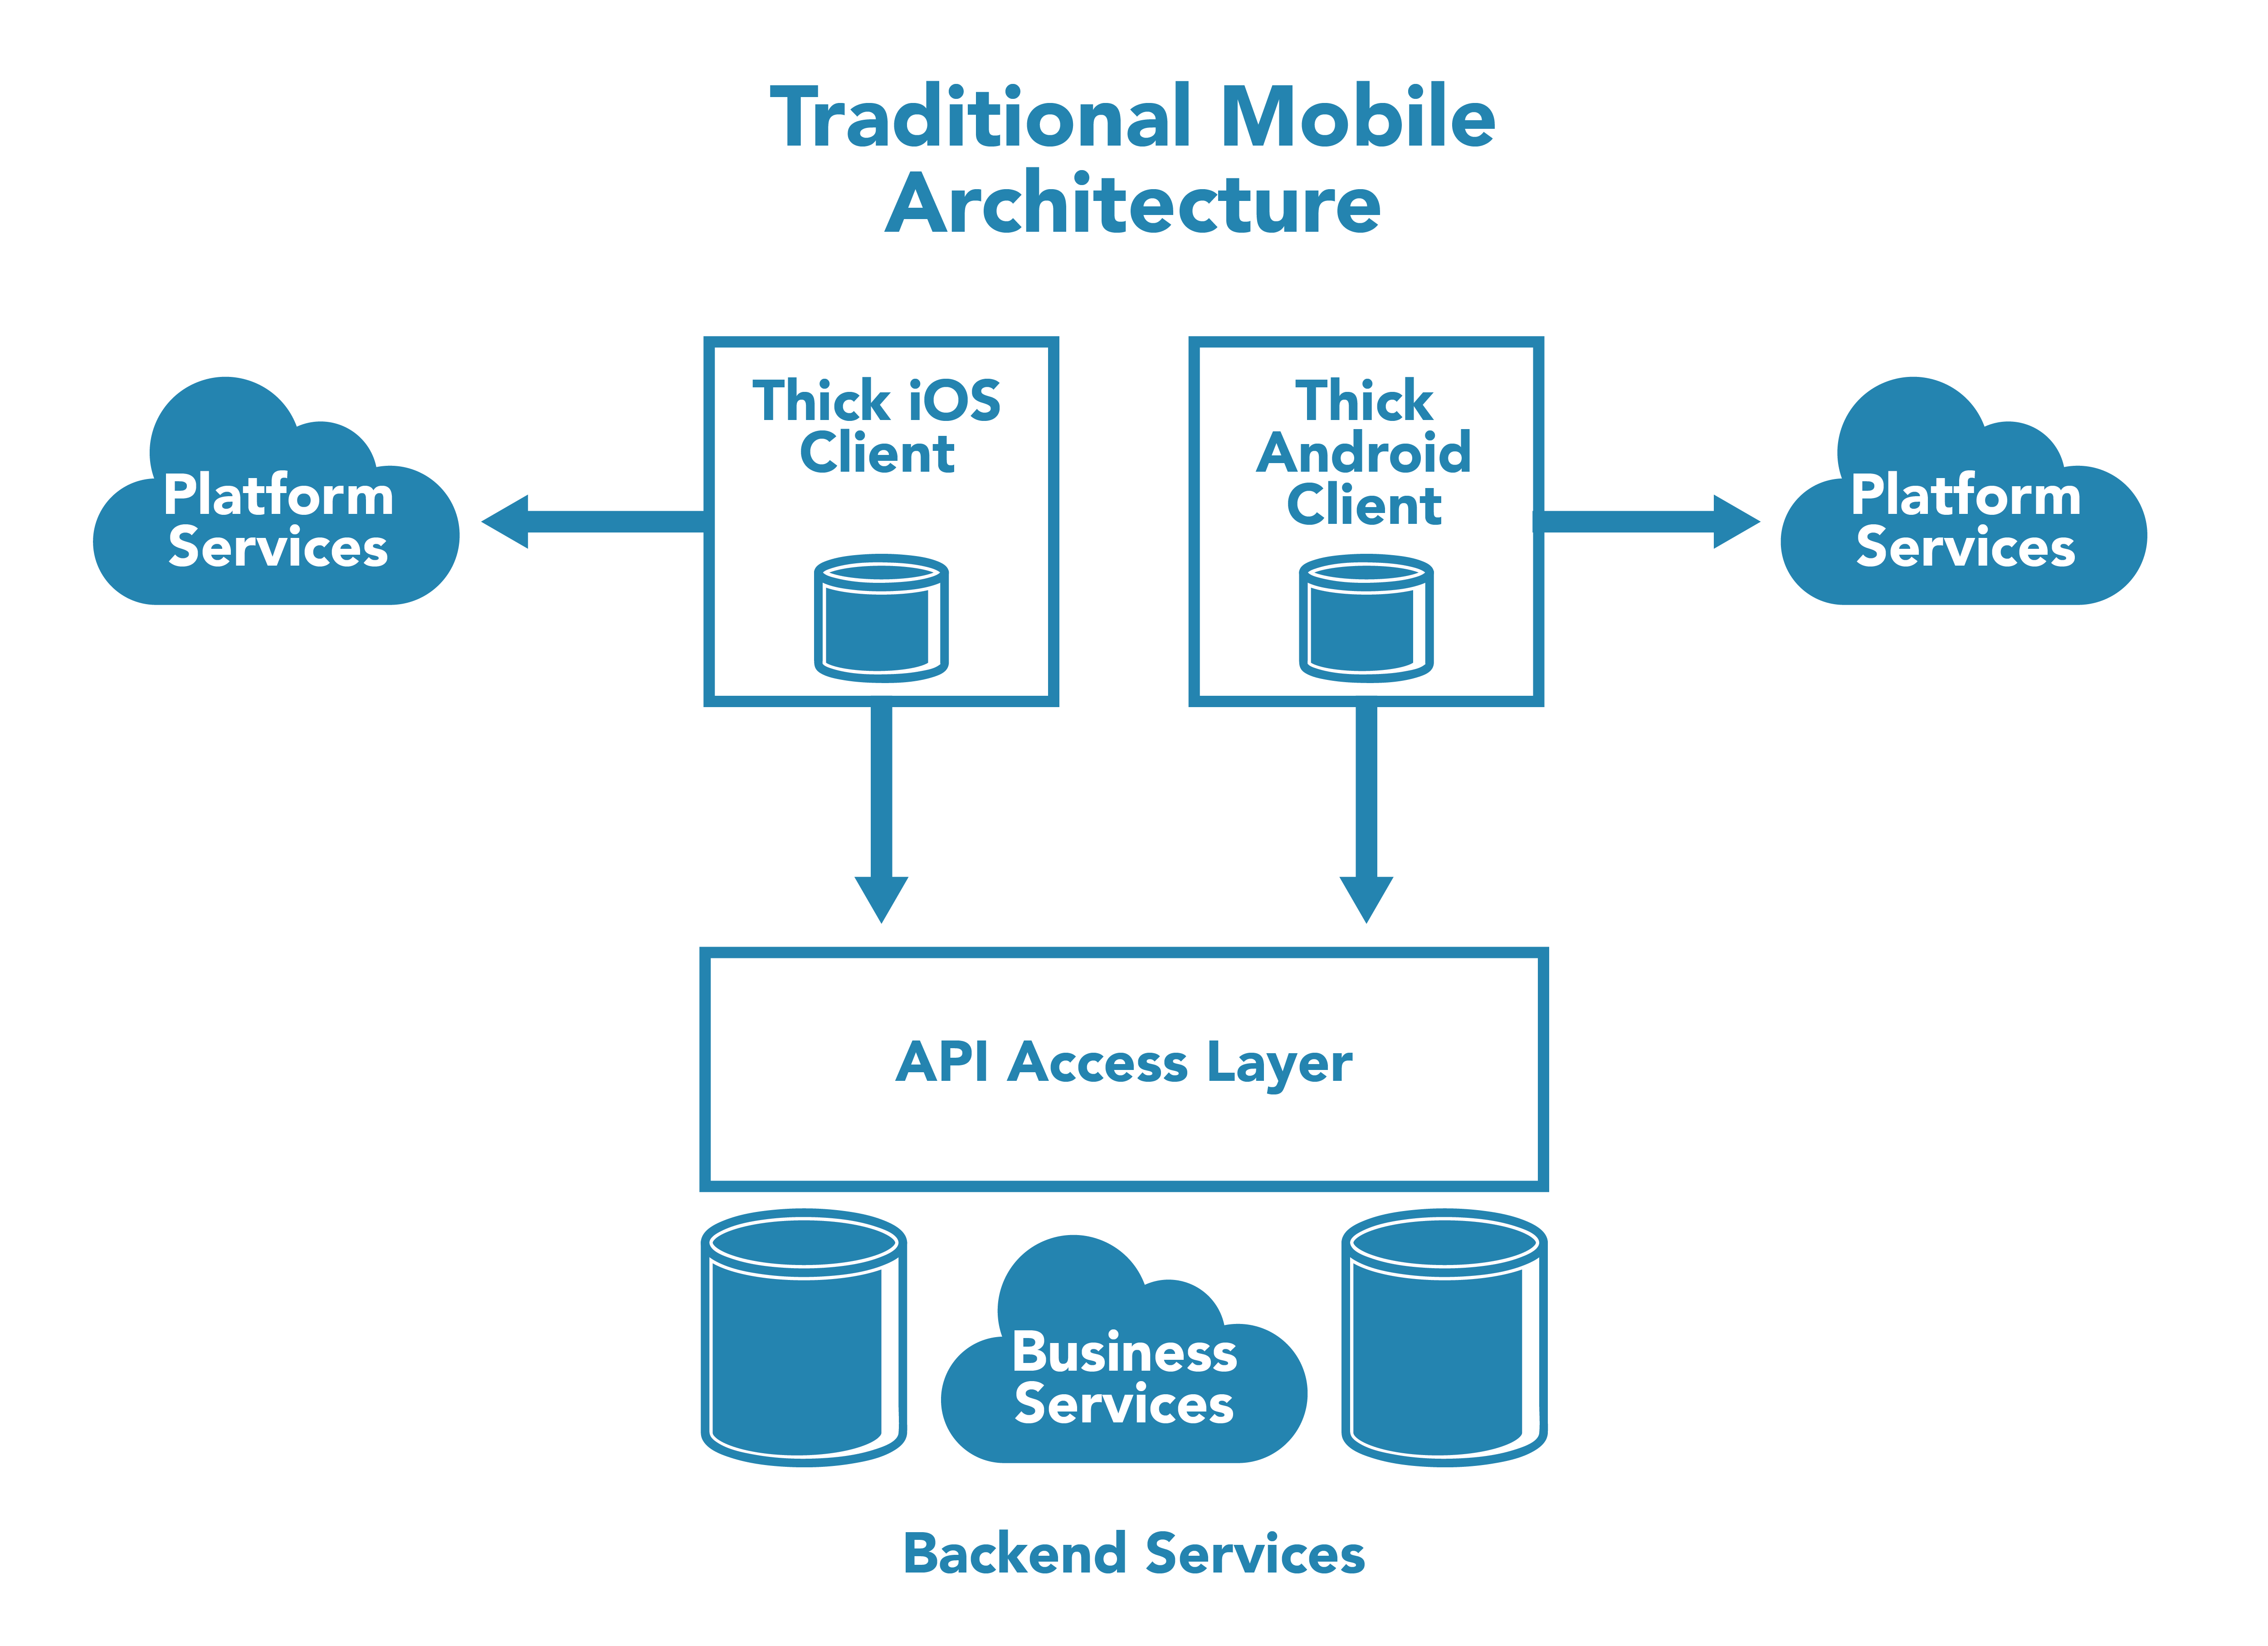 Traditional Mobile
Architecture
Thick iOS
Client
Thick
Android
Client
Platform
Services
Platform
Services
API Access Layer
Business
Services
Backend Services